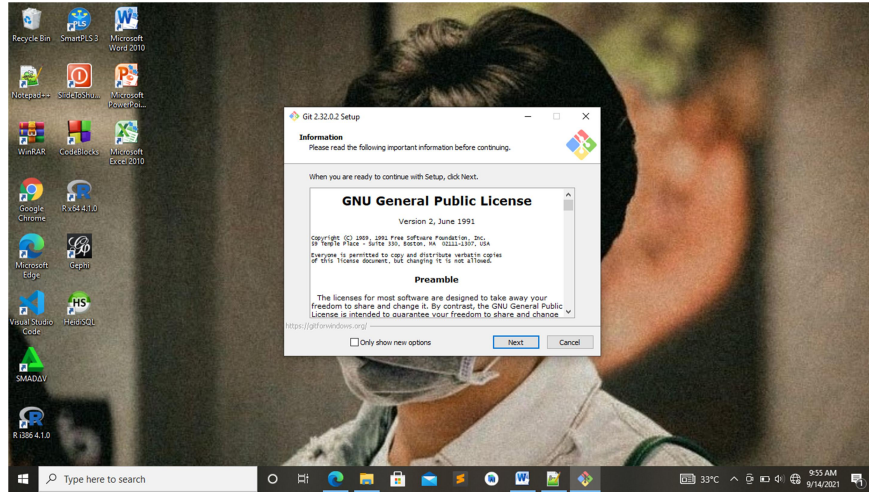 Recycle Bin
SmartPLS 3
Microsoft
Word 2010
Notepad++
SlideToShu...
Microsoft
PowerPoi...
WinRAR
CodeBlocks
Microsoft
Excel 2010
Google
Chrome
R x64 4.1.0
Microsoft
Edge
Gephi
Visual Studio
Code
HeidiSQL
SMADΔV
R i386 4.1.0
Git 2.32.0.2 Setup
Information
Please read the following important information before continuing.
When you are ready to continue with Setup, click Next.
GNU General Public License
Version 2, June 1991
Copyright (C) 1989, 1991 Free Software Foundation, Inc.
59 Temple Place - Suite 330, Boston, MA 02111-1307, USA
Everyone is permitted to copy and distribute verbatim copies
of this license document, but changing it is not allowed.
Preamble
The licenses for most software are designed to take away your
freedom to share and change it. By contrast, the GNU General Public
License is intended to guarantee your freedom to share and change
https://gitforwindows.org/
Only show new options
Next
Cancel
Type here to search
33°C
9:55 AM
9/14/2021